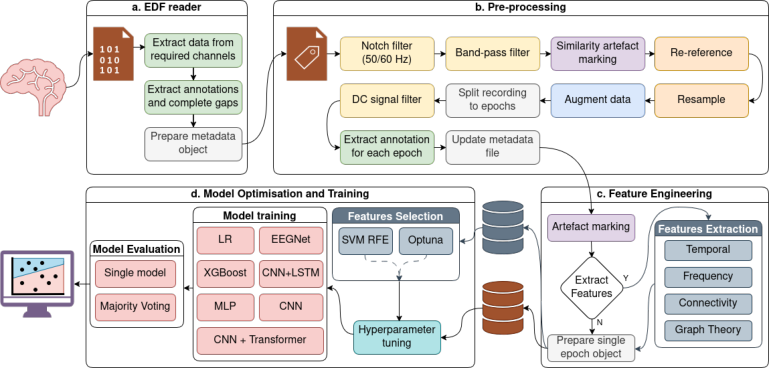 a. EDF reader
101
010
101
Extract data from
required channels
Extract annotations
and complete gaps
Prepare metadata
object
b. Pre-processing
Notch filter
(50/60 Hz)
Band-pass filter
Similarity artefact
marking
Re-reference
DC signal filter
Split recording
to epochs
Augment data
Resample
Extract annotation
for each epoch
Update metadata
file
c. Feature Engineering
Artefact marking
Extract
Features
Y
N
Prepare single
epoch object
Features Extraction
Temporal
Frequency
Connectivity
Graph Theory
d. Model Optimisation and Training
Features Selection
SVM RFE
Optuna
Hyperparameter
tuning
Model training
LR
EEGNet
XGBoost
CNN+LSTM
MLP
CNN
CNN + Transformer
Model Evaluation
Single model
Majority Voting